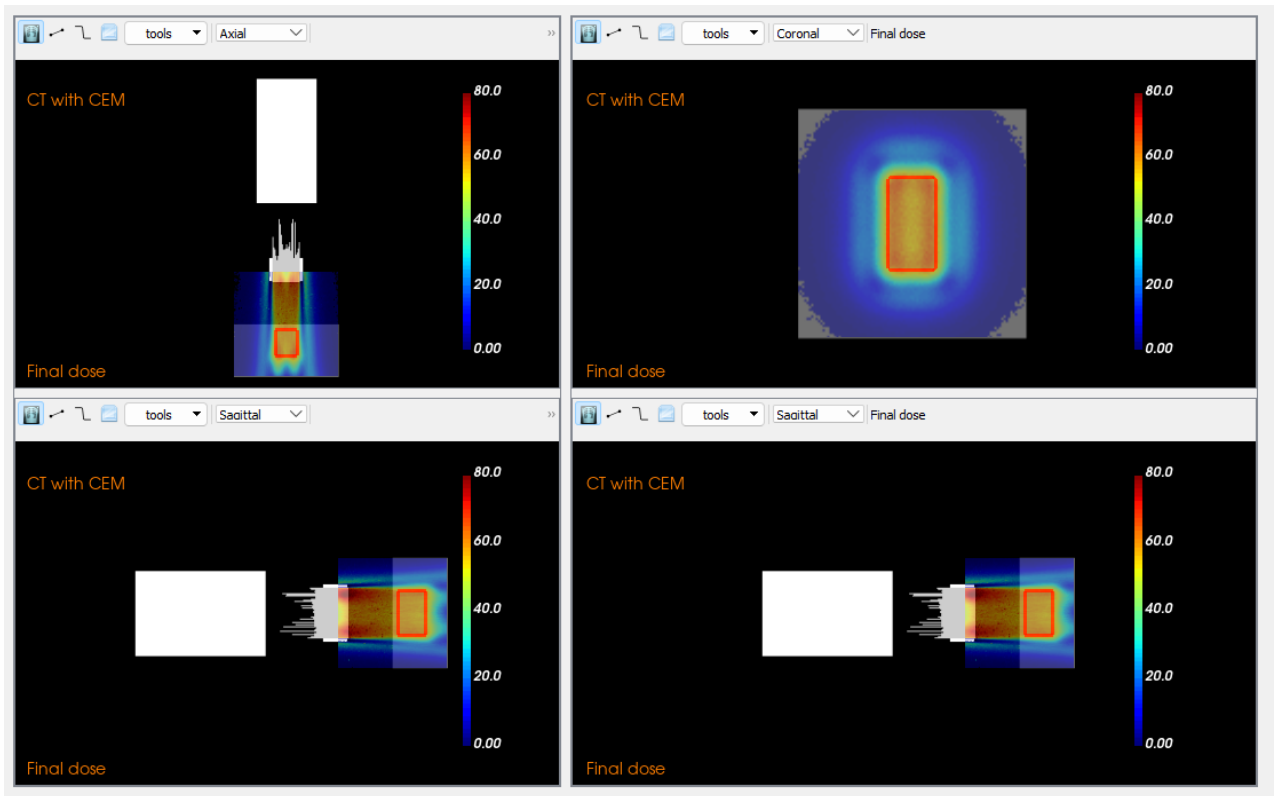 tools Axial »
CT with CEM
80.0
60.0
40.0
20.0
0.00
Final dose
tools Coronal Final dose
CT with CEM
80.0
60.0
40.0
20.0
0.00
Final dose
tools Sagittal »
CT with CEM
80.0
60.0
40.0
20.0
0.00
Final dose
tools Sagittal Final dose
CT with CEM
80.0
60.0
40.0
20.0
0.00
Final dose